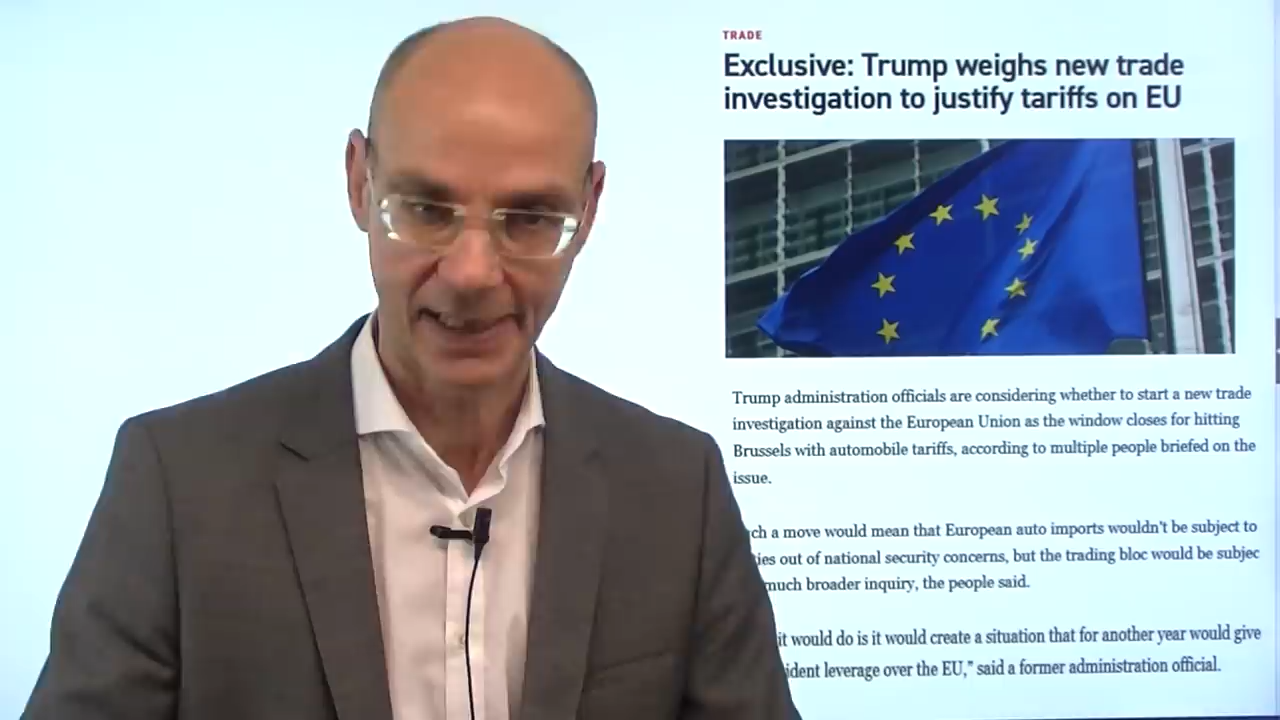 TRADE
Exclusive: Trump weighs new trade
investigation to justify tariffs on EU
Trump administration officials are considering whether to start a new trade
investigation against the European Union as the window closes for hitting
Brussels with automobile tariffs, according to multiple people briefed on the
issue.
a move would mean that European auto imports wouldn't be subject to
out of national security concerns, but the trading bloc would be
much broader inquiry, the people said.
it would do is it would create a situation that for another year would give
leverage over the EU," said a former administration official.